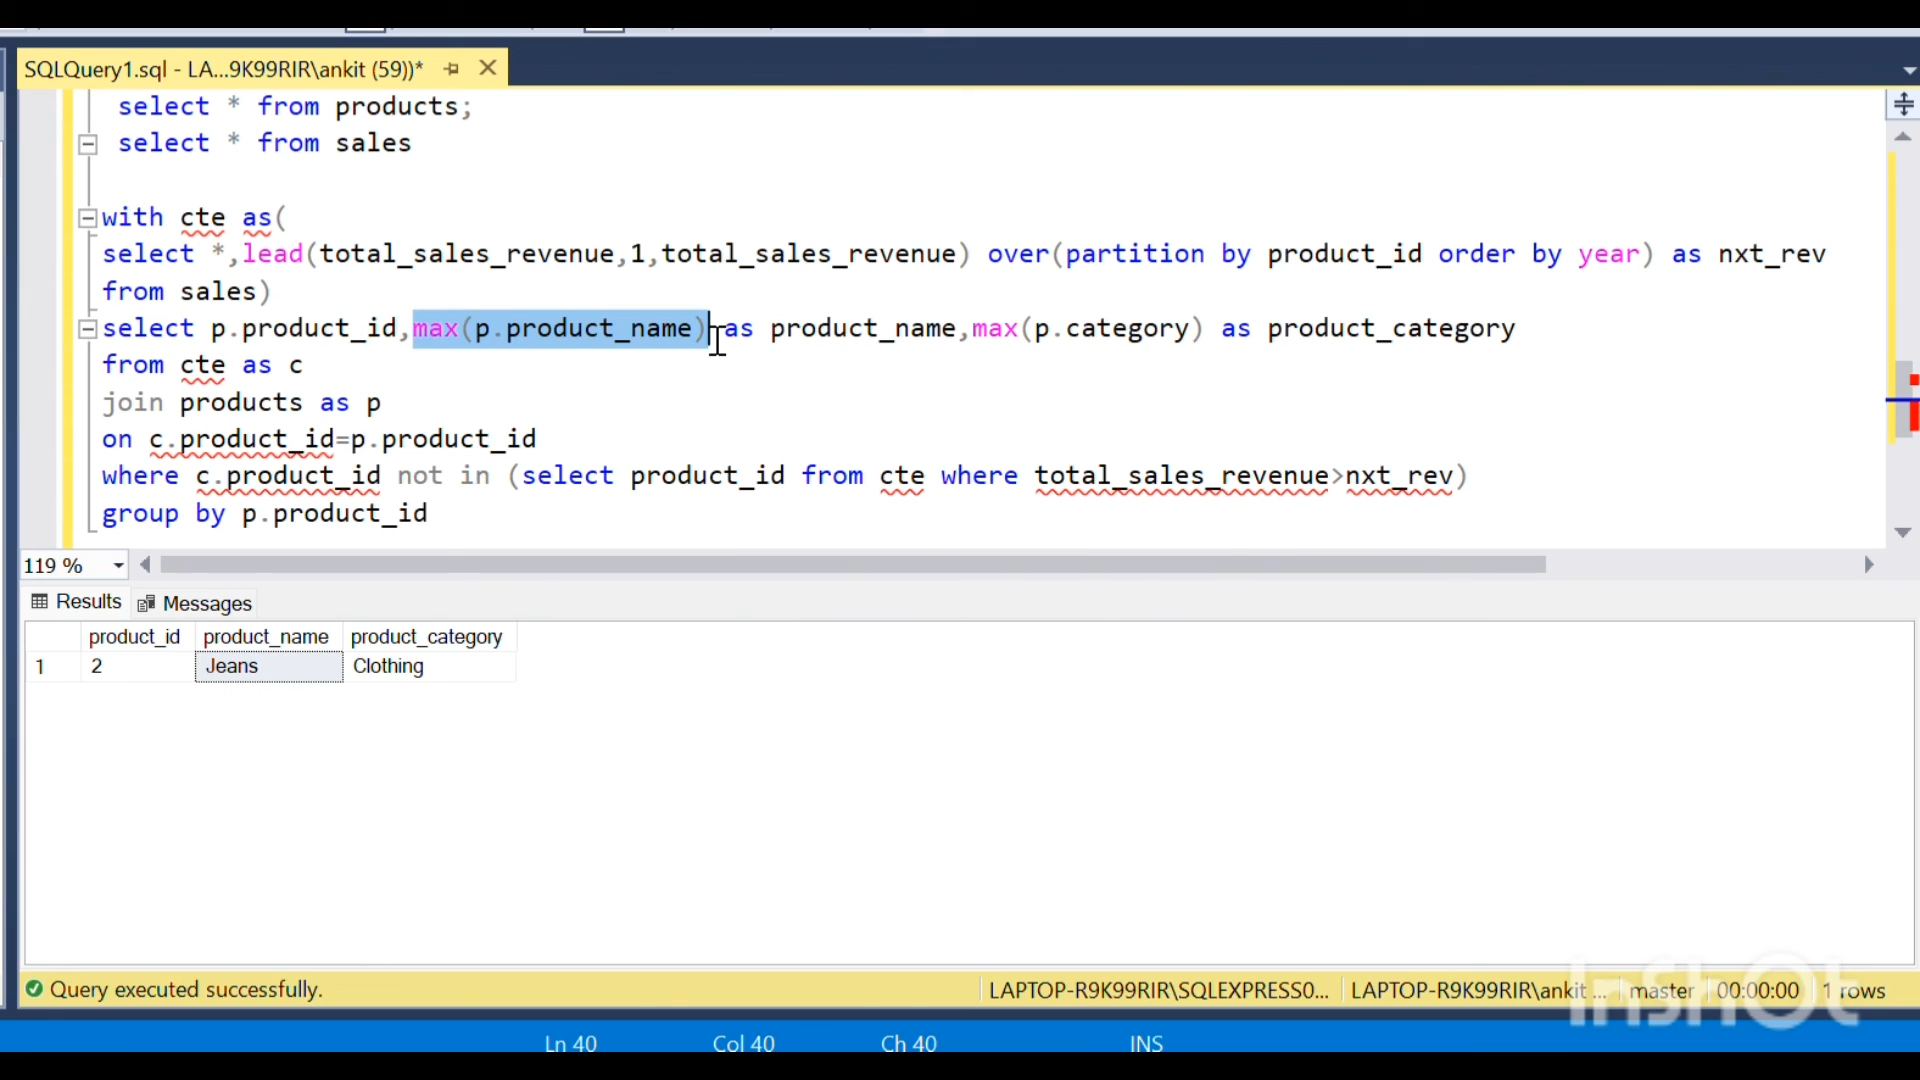 SQLQuery1.sql - LA...9K99RIR\ankit (59))*
select * from products;
select * from sales
with cte as(
select *,lead(total_sales_revenue,1,total_sales_revenue) over(partition by product_id order by year) as nxt_rev
from sales)
select p.product_id,max(p.product_name) as product_name,max(p.category) as product_category
from cte as c
join products as p
on c.product_id=p.product_id
where c.product_id not in (select product_id from cte where total_sales_revenue>nxt_rev)
group by p.product_id
119 %
Results Messages
product_id product_name product_category
1 2 Jeans Clothing
Query executed successfully. LAPTOP-R9K99RIR\SQLEXPRESS0... LAPTOP-R9K99RIR\ankit ... master 00:00:00 1 rows
InShOt
Ln 40 Col 40 Ch 40 INS